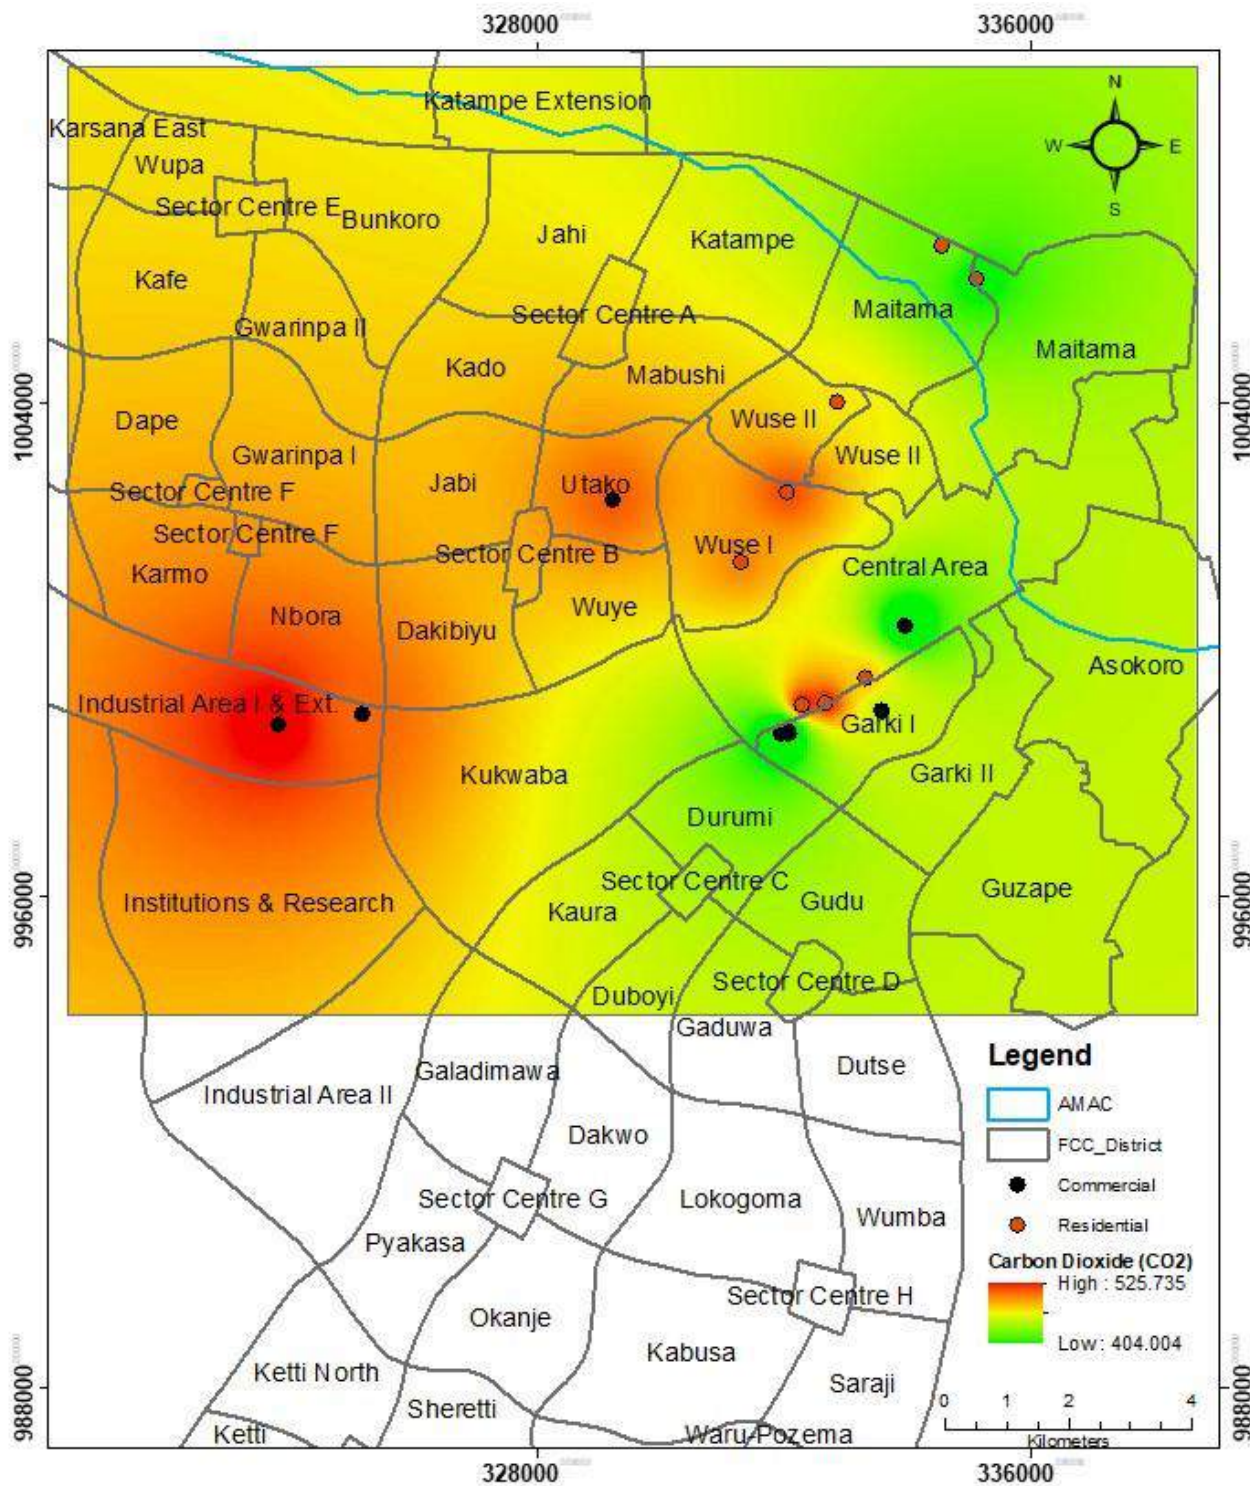 328000
336000
N
W
E
S
Katampe Extension
Karsana East
Wupa
Sector Centre E
Bunkoro
Jahi
Katampe
Kafe
Maitama
Sector Centre A
Gwarinpa II
Maitama
Kado
Mabushi
1004000
1004000
Dape
Wuse II
Gwarinpa I
Wuse II
Jabi
Utako
Sector Centre F
Sector Centre F
Sector Centre B
Wuse I
Central Area
Karmo
Nbora
Wuye
Dakibiyu
Asokoro
Industrial Area I & Ext.
Garki I
Kukwaba
Garki II
Durumi
Sector Centre C
996000
996000
Institutions & Research
Kaura
Gudu
Guzape
Sector Centre D
Duboyi
Gaduwa
Galadimawa
Dutse
Industrial Area II
Dakwo
Sector Centre G
Lokogoma
Wumba
Pyakasa
Sector Centre H
Okanje
Kabusa
Ketti North
Saraji
988000
988000
Sheretti
Ketti
Waru-Pozema
Legend
AMAC
FCC_District
Commercial
Residential
Carbon Dioxide (CO2)
High : 525.735
Low : 404.004
0 1 2 4
Kilometers
328000
336000